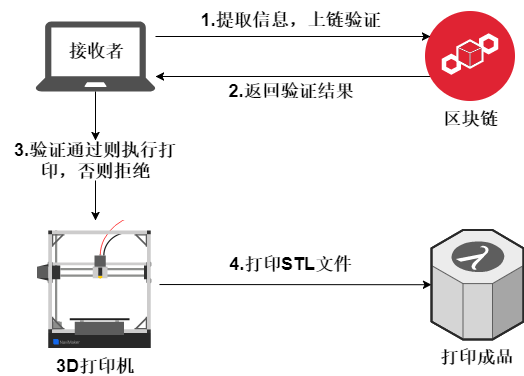 1.提取信息，上链验证
接收者
2.返回验证结果
区块链
3.验证通过则执行打
印，否则拒绝
4.打印STL文件
3D打印机
打印成品